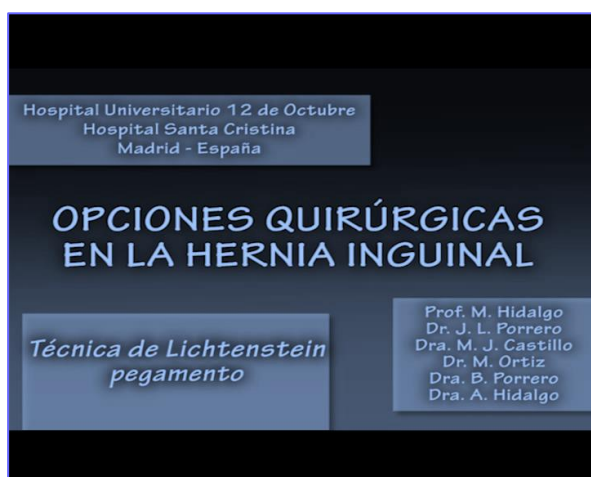 Hospital Universitario 12 de Octubre
Hospital Santa Cristina
Madrid - España
OPCIONES QUIRÚRGICAS
EN LA HERNIA INGUINAL
Técnica de Lichtenstein
pegamento
Prof. M. Hidalgo
Dr. J. L. Porrero
Dra. M. J. Castillo
Dr. M. Ortiz
Dra. B. Porrero
Dra. A. Hidalgo